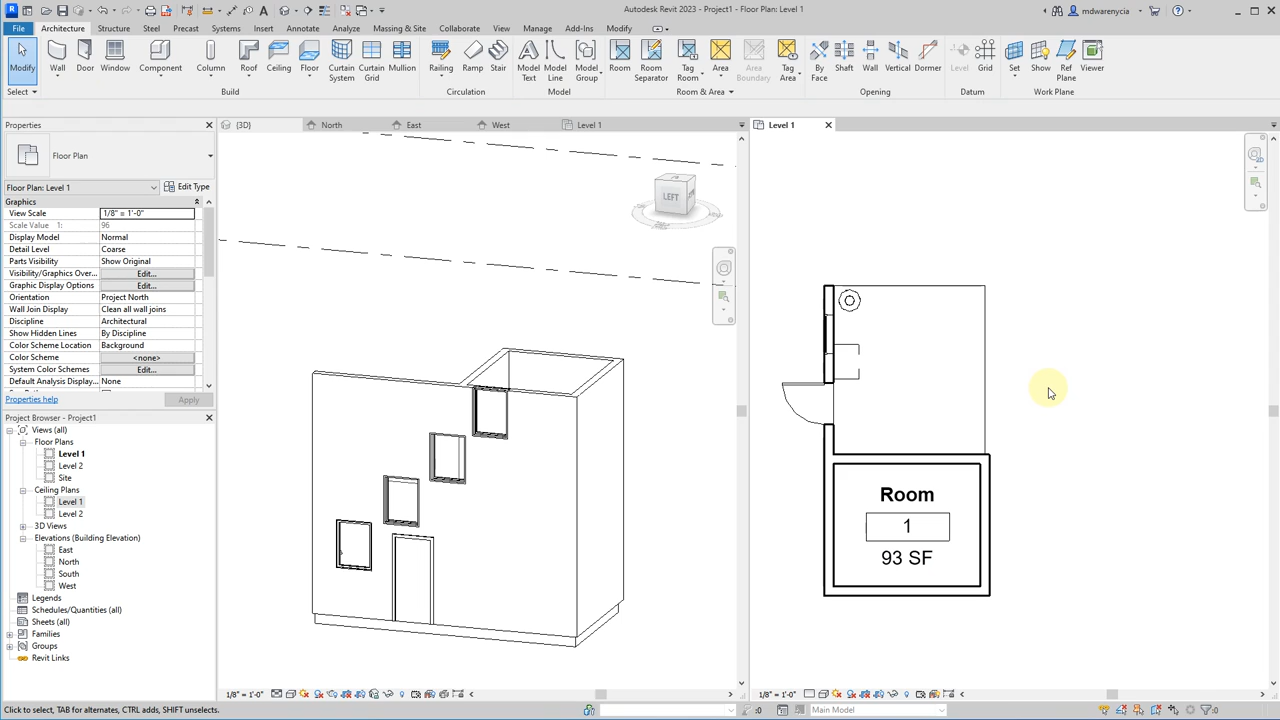 Autodesk Revit 2023 - Project1 - Floor Plan: Level 1
mdwarenycia
File Architecture Structure Steel Precast Systems Insert Annotate Analyze Massing & Site Collaborate View Manage Add-Ins Modify
Modify Wall Door Window Component Column Roof Ceiling Floor Curtain System Curtain Grid Mullion Railing Ramp Stair Model Text Model Line Model Group Room Room Separator Tag Room Area Area Boundary Tag Area By Face Shaft Wall Vertical Dormer Level Grid Set Show Ref Plane Viewer
Select Build Circulation Model Room & Area Opening Datum Work Plane
Properties
{3D} North East West Level 1
Level 1
Floor Plan
Floor Plan: Level 1 Edit Type
Graphics
View Scale 1/8" = 1'-0"
Scale Value 1: 96
Display Model Normal
Detail Level Coarse
Parts Visibility Show Original
Visibility/Graphics Over... Edit...
Graphic Display Options Edit...
Orientation Project North
Wall Join Display Clean all wall joins
Discipline Architectural
Show Hidden Lines By Discipline
Color Scheme Location Background
Color Scheme <none>
System Color Schemes Edit...
Default Analysis Display... None
Properties help Apply
Project Browser - Project1
Views (all)
Floor Plans
Level 1
Level 2
Site
Ceiling Plans
Level 1
Level 2
3D Views
Elevations (Building Elevation)
East
North
South
West
Legends
Schedules/Quantities (all)
Sheets (all)
Families
Groups
Revit Links
LEFT
Room
1
93 SF
1/8" = 1'-0"
1/8" = 1'-0"
Click to select, TAB for alternates, CTRL adds, SHIFT unselects.
:0
Main Model
:0